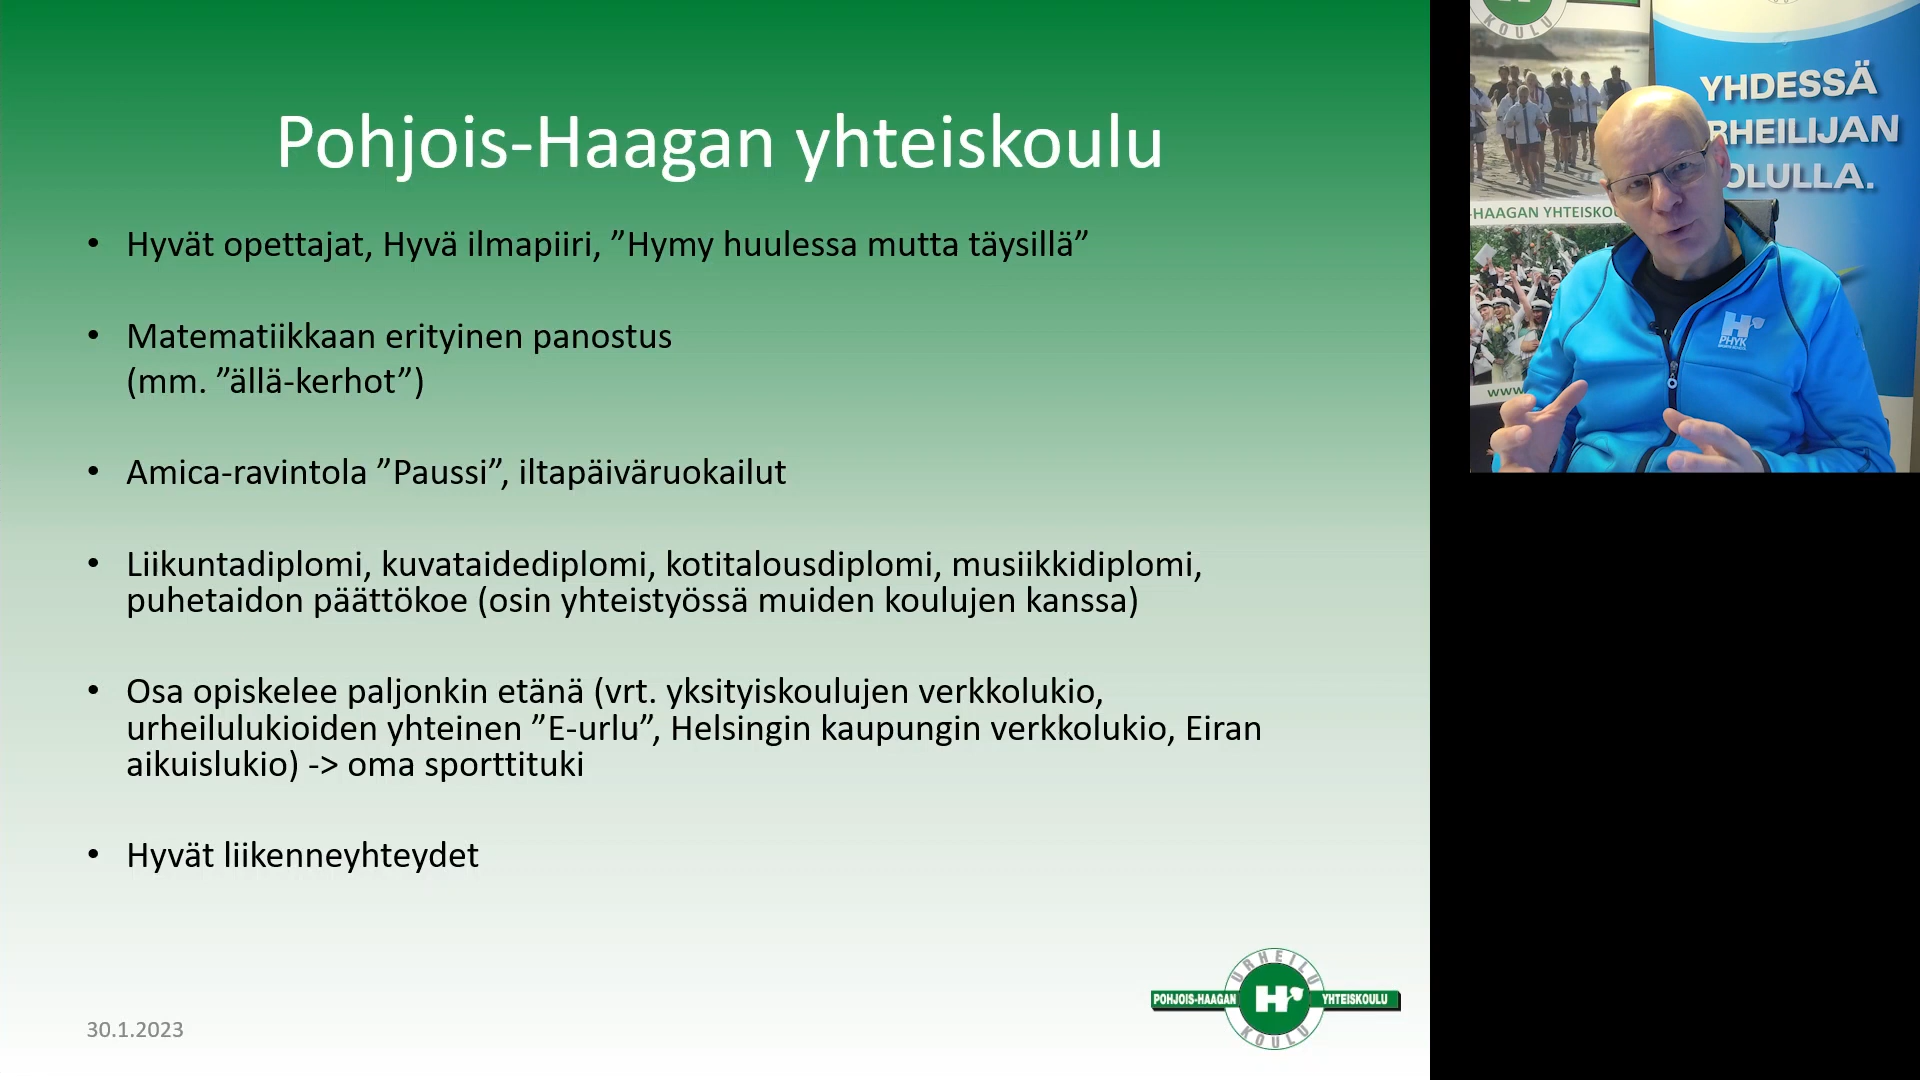 Pohjois-Haagan yhteiskoulu
• Hyvät opettajat, Hyvä ilmapiiri, ”Hymy huulessa mutta täysillä”
• Matematiikkaan erityinen panostus
(mm. ”ällä-kerhot”)
• Amica-ravintola ”Paussi”, iltapäiväruokailut
• Liikuntadiplomi, kuvataidediplomi, kotitalousdiplomi, musiikkidiplomi,
puhetaidon päättökoe (osin yhteistyössä muiden koulujen kanssa)
• Osa opiskelee paljonkin etänä (vrt. yksityiskoulujen verkkolukio,
urheilulukioiden yhteinen ”E-urlu”, Helsingin kaupungin verkkolukio, Eiran
aikuislukio) -> oma sporttituki
• Hyvät liikenneyhteydet
30.1.2023
URHEILU
POHJOIS-HAAGAN H YHTEISKOULU
KOULU
KOULU
YHDESSÄ
RHEILIJAN
OLULLA.
-HAAGAN YHTEISKO
www
H
PHYK